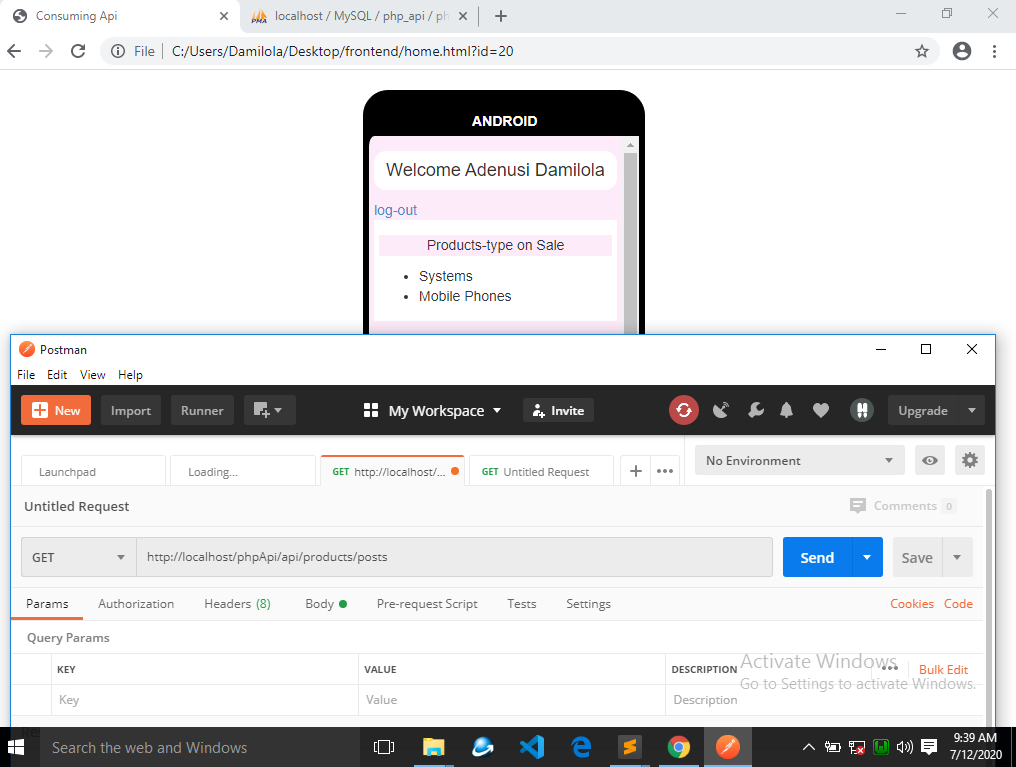 Consuming Api
localhost / MySQL / php_api / ph
File
C:/Users/Damilola/Desktop/frontend/home.html?id=20
ANDROID
Welcome Adenusi Damilola
log-out
Products-type on Sale
• Systems
• Mobile Phones
Postman
File Edit View Help
New Import Runner My Workspace Invite Upgrade
Launchpad Loading... GET http://localhost/... GET Untitled Request + ••• No Environment
Untitled Request Comments 0
GET http://localhost/phpApi/api/products/posts Send Save
Params Authorization Headers (8) Body Pre-request Script Tests Settings Cookies Code
Query Params
KEY VALUE DESCRIPTION ••• Bulk Edit
Key Value Description
Activate Windows
Go to Settings to activate Windows.
Search the web and Windows
9:39 AM
7/12/2020